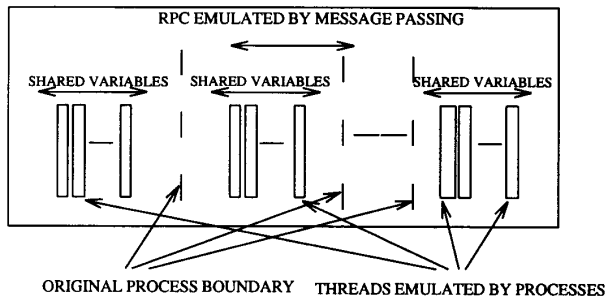 RPC EMULATED BY MESSAGE PASSING
SHARED VARIABLES
SHARED VARIABLES
SHARED VARIABLES
ORIGINAL PROCESS BOUNDARY
THREADS EMULATED BY PROCESSES